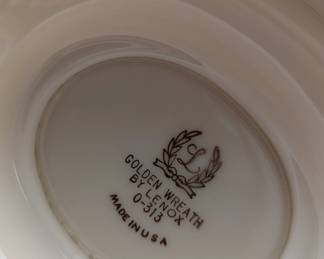 L
GOLDEN WREATH
BY LENOX
O-313
MADE IN USA